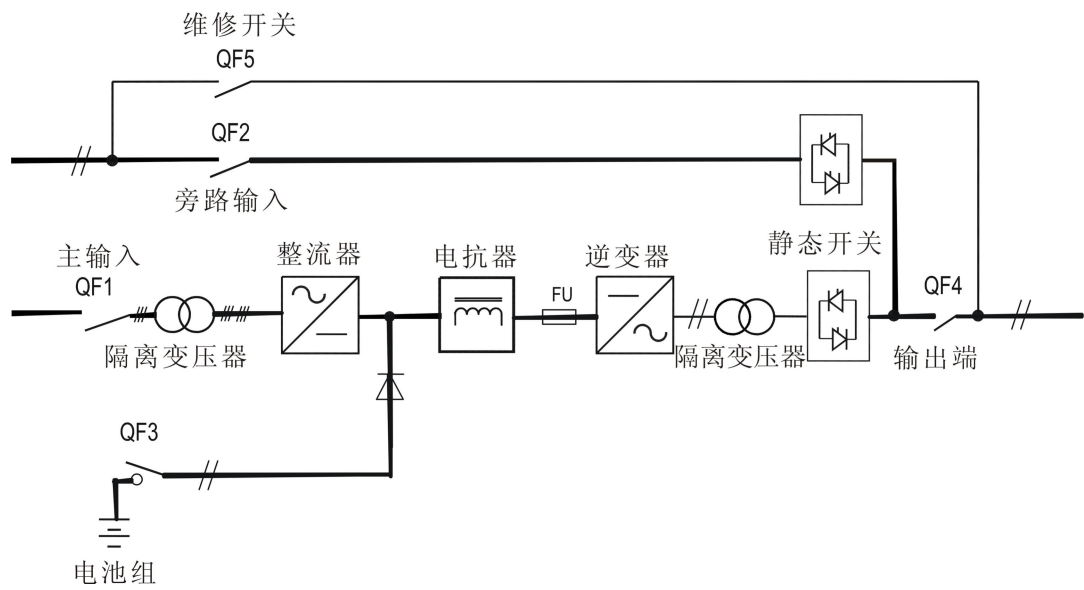 维修开关
QF5
QF2
旁路输入
静态开关
主输入
QF1
隔离变压器
整流器
电抗器
FU
逆变器
隔离变压器
QF4
输出端
QF3
电池组